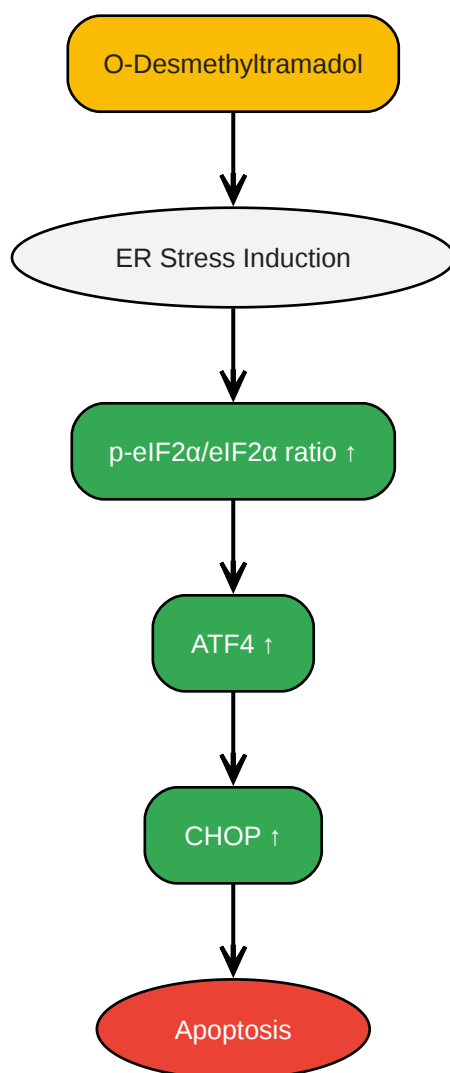 O-Desmethyltramadol
ER Stress Induction
p-eIF2α/eIF2α ratio ↑
ATF4 ↑
CHOP ↑
Apoptosis